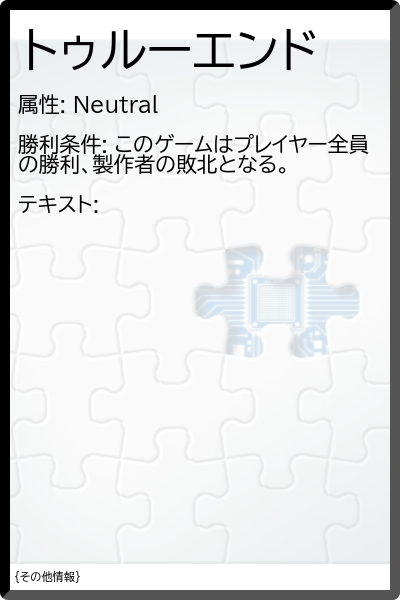 トゥルーエンド
属性: Neutral
勝利条件: このゲームはプレイヤー全員
の勝利、製作者の敗北となる。
テキスト:
{その他情報}